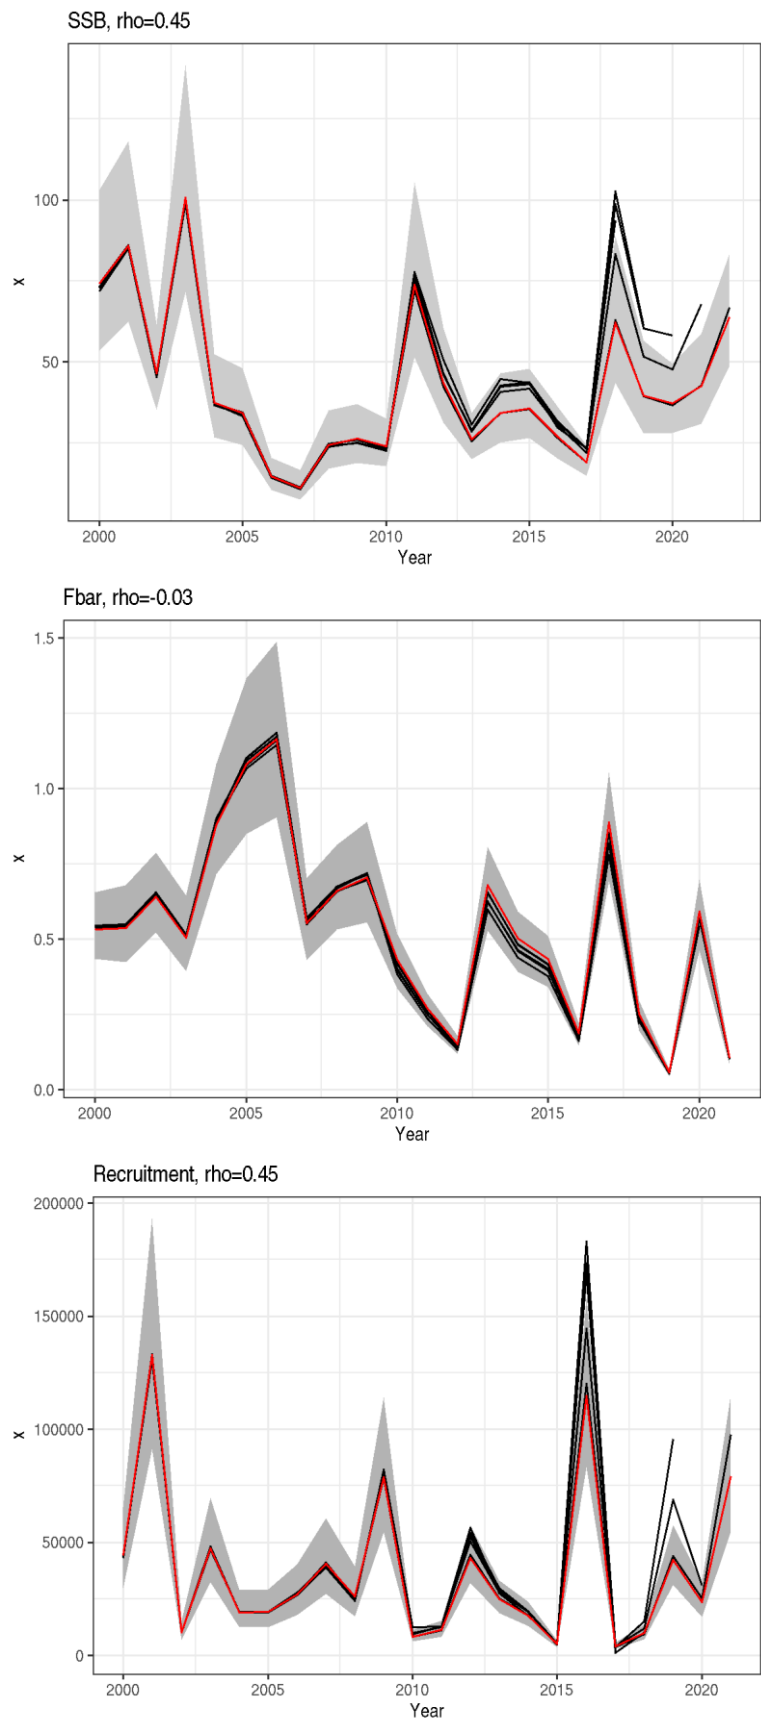 SSB, rho=0.45
100
50
x
2000 2005 2010 2015 2020
Year
Fbar, rho=-0.03
1.5
1.0
0.5
0.0
x
2000 2005 2010 2015 2020
Year
Recruitment, rho=0.45
200000
150000
100000
50000
0
x
2000 2005 2010 2015 2020
Year